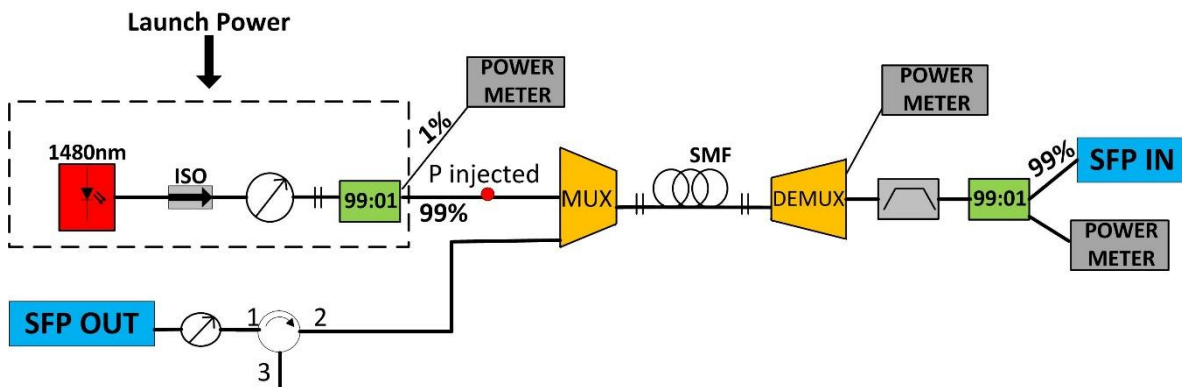 Launch Power
POWER
METER
POWER
METER
1480nm
ISO
1%
P injected
SMF
99%
SFP IN
99:01
99%
MUX
DEMUX
99:01
POWER
METER
SFP OUT
1
2
3